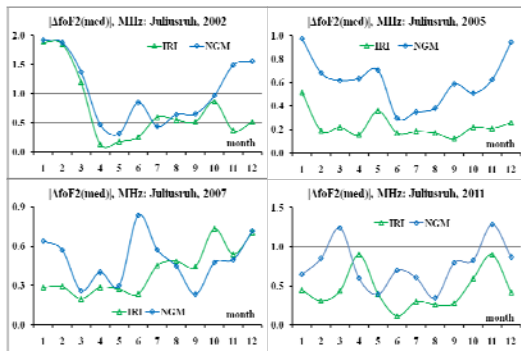 |ΔfoF2(med)|, MHz: Juliusruh, 2002
IRI NGM
2.0
1.5
1.0
0.5
0.0
month
1 2 3 4 5 6 7 8 9 10 11 12
|ΔfoF2(med)|, MHz: Juliusruh, 2005
IRI NGM
1.0
0.8
0.6
0.4
0.2
0.0
month
1 2 3 4 5 6 7 8 9 10 11 12
|ΔfoF2(med)|, MHz: Juliusruh, 2007
0.9
0.6
0.3
0.0
IRI NGM
month
1 2 3 4 5 6 7 8 9 10 11 12
|ΔfoF2(med)|, MHz: Juliusruh, 2011
IRI NGM
1.5
1.0
0.5
0.0
month
1 2 3 4 5 6 7 8 9 10 11 12